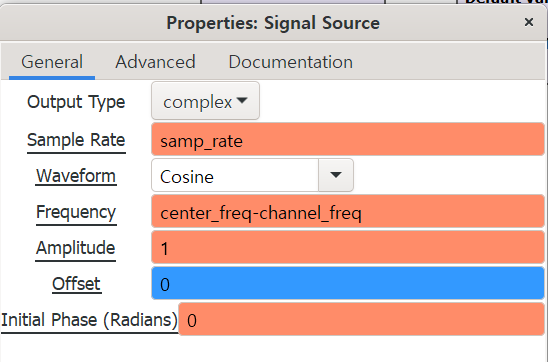 Properties: Signal Source
×
General Advanced Documentation
Output Type complex
Sample Rate samp_rate
Waveform Cosine
Frequency center_freq-channel_freq
Amplitude 1
Offset 0
Initial Phase (Radians) 0